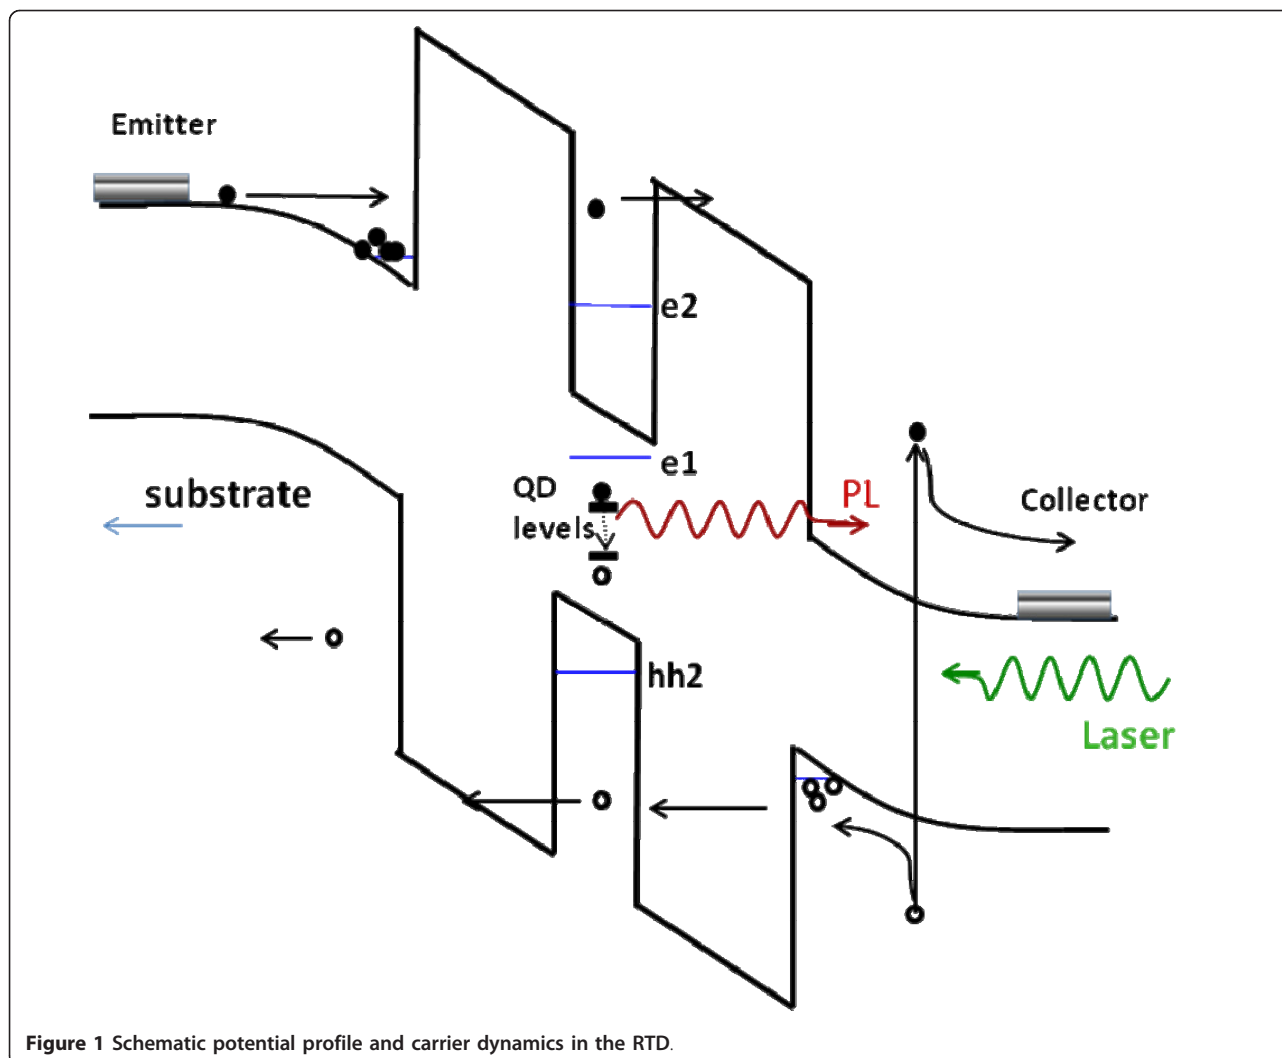 Emitter
e2
e1
QD
levels
PL
substrate
Collector
hh2
Laser
Figure 1 Schematic potential profile and carrier dynamics in the RTD.